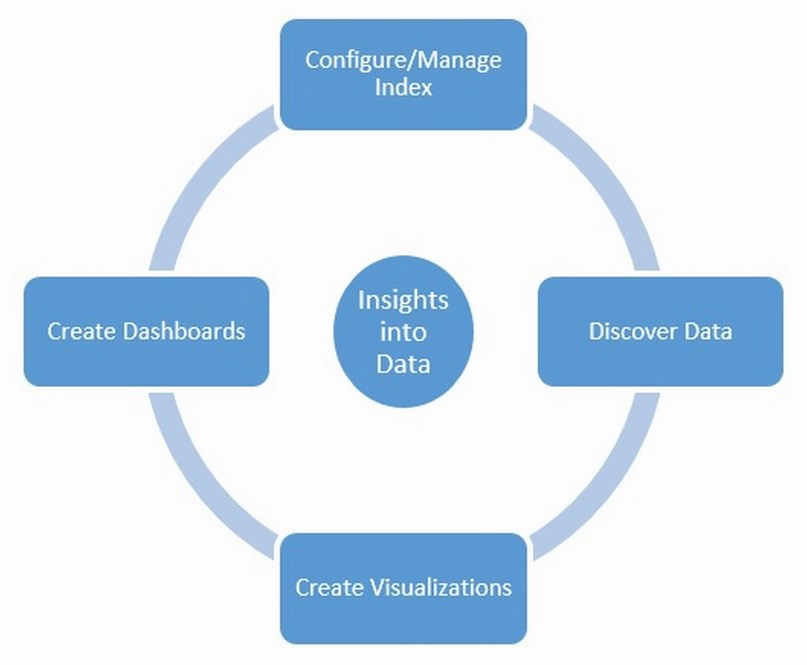 Configure/Manage
Index
Create Dashboards
Insights
into
Data
Discover Data
Create Visualizations